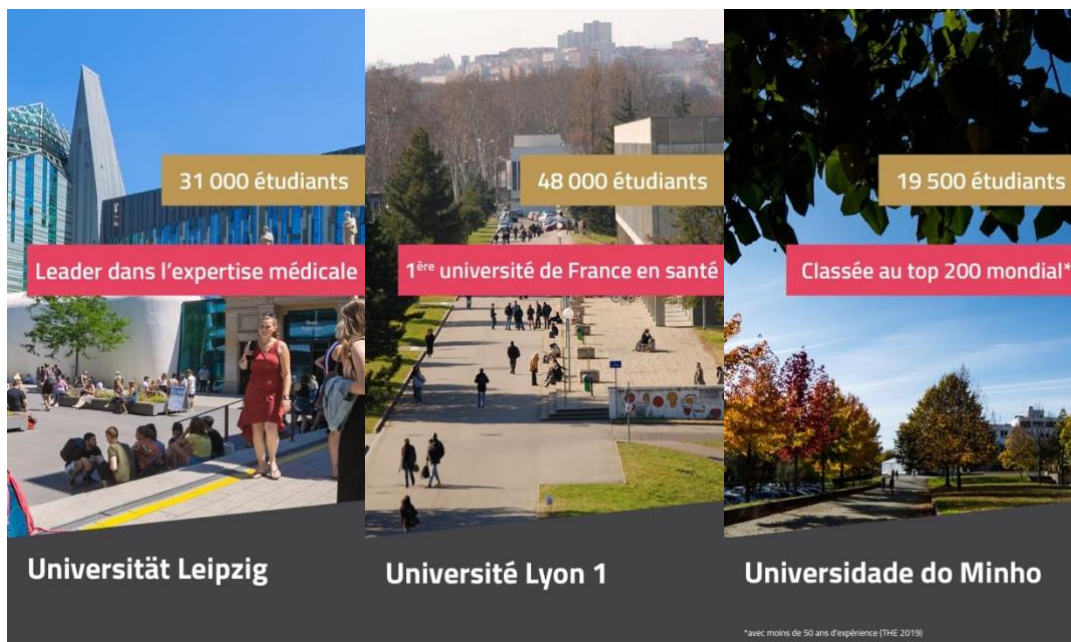 31 000 étudiants
Leader dans l'expertise médicale
Universität Leipzig
48 000 étudiants
1ère université de France en santé
Université Lyon 1
19 500 étudiants
Classée au top 200 mondial*
Universidade do Minho
*avec moins de 50 ans d'expérience (THE 2019)